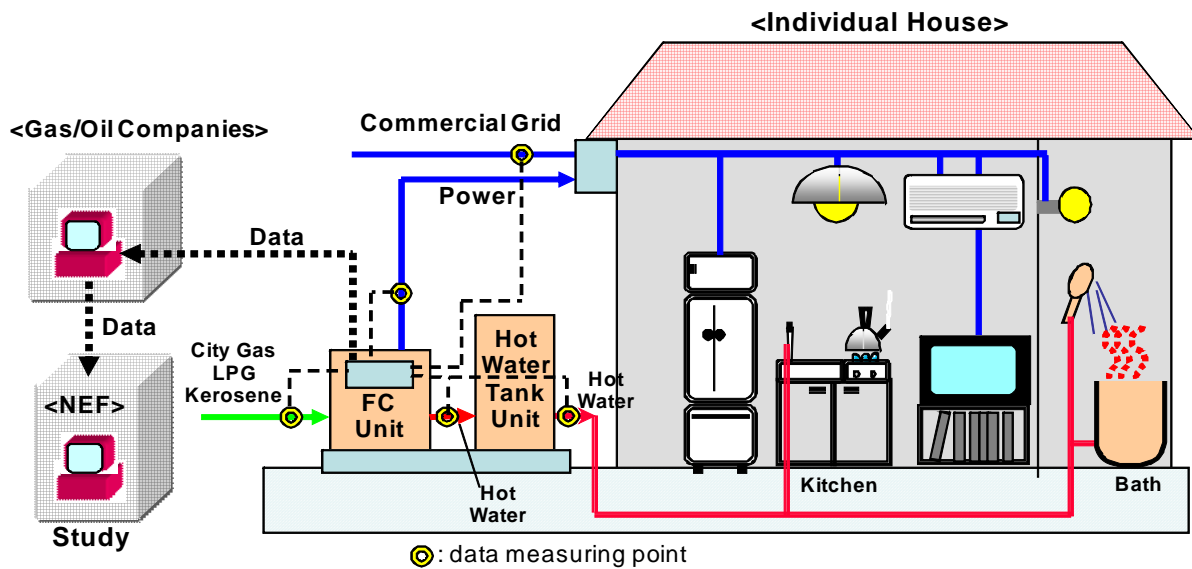 <Individual House>
<Gas/Oil Companies>
Commercial Grid
Power
Data
Data
City Gas
LPG
Kerosene
<NEF>
Study
FC
Unit
Hot
Water
Tank
Unit
Hot
Water
Hot
Water
Kitchen
Bath
: data measuring point